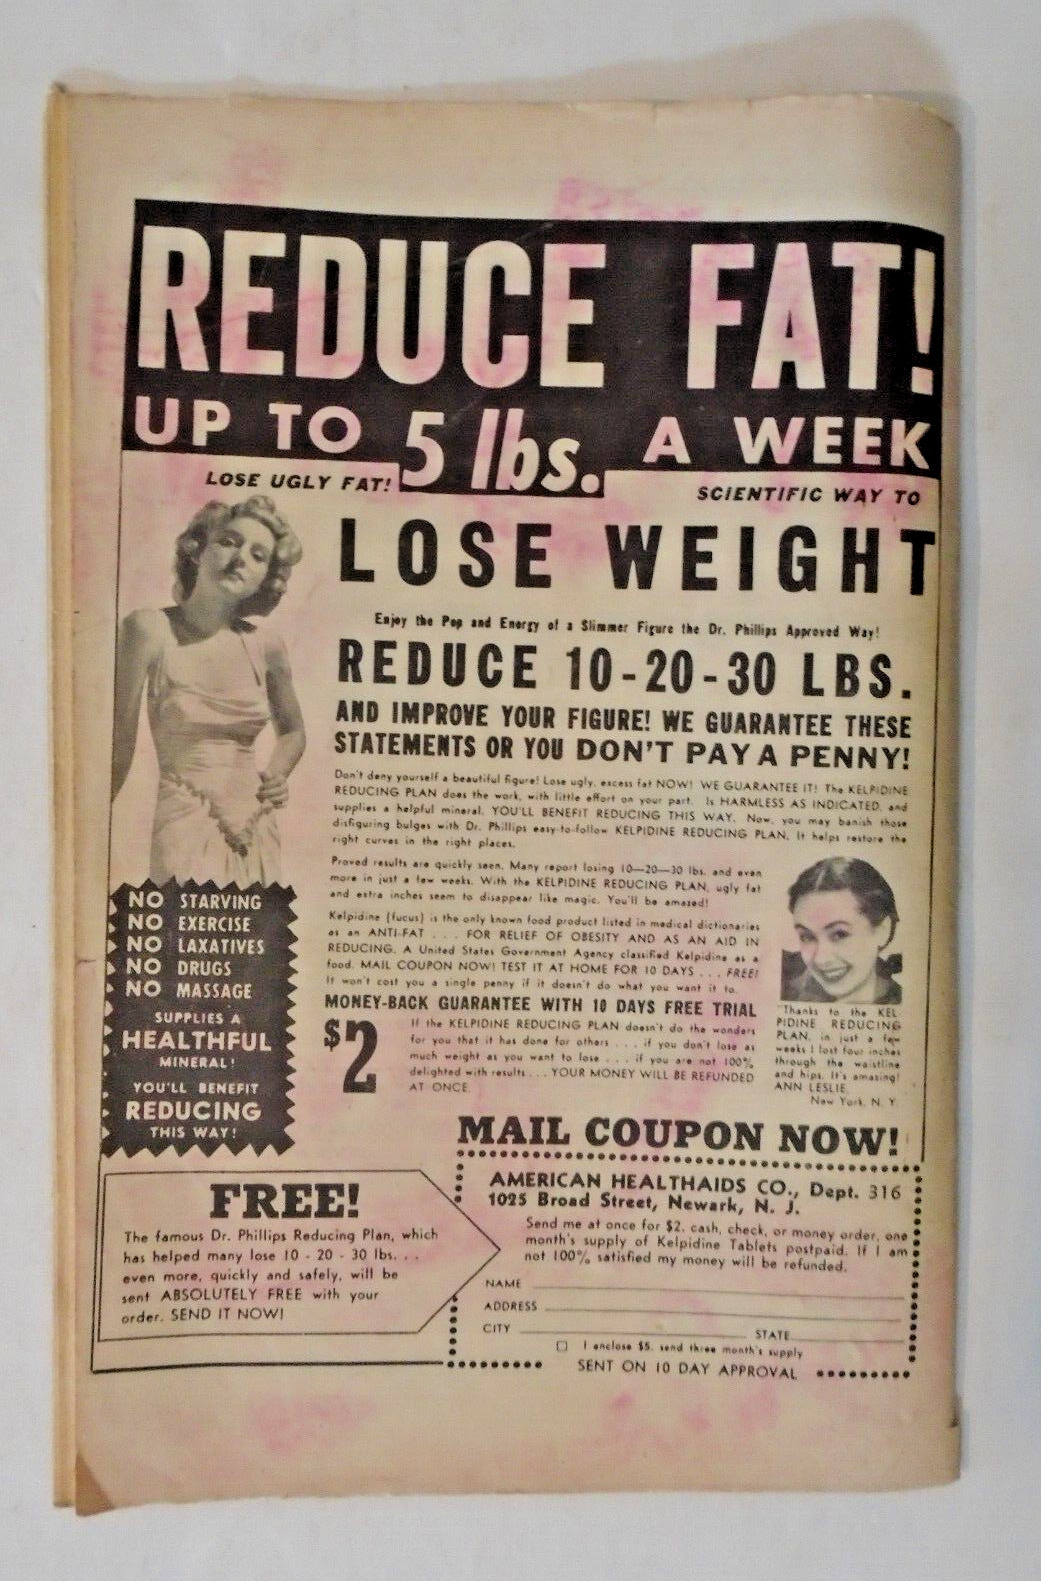 REDUCE FAT!
UP TO 5 lbs. A WEEK
LOSE UGLY FAT!
SCIENTIFIC WAY TO
LOSE WEIGHT
Enjoy the Pep and Energy of a Slimmer Figure the Dr. Phillips Approved Way!
REDUCE 10-20-30 LBS.
AND IMPROVE YOUR FIGURE! WE GUARANTEE THESE
STATEMENTS OR YOU DON'T PAY A PENNY!
Don't deny yourself a beautiful figure! Lose ugly, excess fat NOW! WE GUARANTEE IT! The KELPIDINE
REDUCING PLAN does the work, with little effort on your part. Is HARMLESS AS INDICATED, and
supplies a helpful mineral. YOU'LL BENEFIT REDUCING THIS WAY. Now, you may banish those
disfiguring bulges with Dr. Phillips easy-to-follow KELPIDINE REDUCING PLAN. It helps restore the
right curves in the right places.
Proved results are quickly seen. Many report losing 10—20—30 lbs. and even
more in just a few weeks. With the KELPIDINE REDUCING PLAN, ugly fat
and extra inches seem to disappear like magic. You'll be amazed!
Kelpidine (fucus) is the only known food product listed in medical dictionaries
as an ANTI-FAT . . . FOR RELIEF OF OBESITY AND AS AN AID IN
REDUCING. A United States Government Agency classified Kelpidine as a
food. MAIL COUPON NOW! TEST IT AT HOME FOR 10 DAYS . . . FREE!
It won't cost you a single penny if it doesn't do what you want it to.
MONEY-BACK GUARANTEE WITH 10 DAYS FREE TRIAL
$2
If the KELPIDINE REDUCING PLAN doesn't do the wonders
for you that it has done for others . . . if you don't lose as
much weight as you want to lose . . . if you are not 100%
delighted with results . . . YOUR MONEY WILL BE REFUNDED
AT ONCE.
"Thanks to the KEL-
PIDINE REDUCING
PLAN, in just a few
weeks I lost four inches
through the waistline
and hips. It's amazing!
ANN LESLIE,
New York, N. Y.
NO STARVING
NO EXERCISE
NO LAXATIVES
NO DRUGS
NO MASSAGE
SUPPLIES A
HEALTHFUL
MINERAL!
YOU'LL BENEFIT
REDUCING
THIS WAY!
FREE!
The famous Dr. Phillips Reducing Plan, which
has helped many lose 10 - 20 - 30 lbs. . . .
even more, quickly and safely, will be
sent ABSOLUTELY FREE with your
order. SEND IT NOW!
MAIL COUPON NOW!
AMERICAN HEALTHAIDS CO., Dept. 316
1025 Broad Street, Newark, N. J.
Send me at once for $2. cash, check, or money order, one
month's supply of Kelpidine Tablets postpaid. If I am
not 100% satisfied my money will be refunded.
NAME
ADDRESS
CITY STATE
I enclose $5. send three month's supply
SENT ON 10 DAY APPROVAL